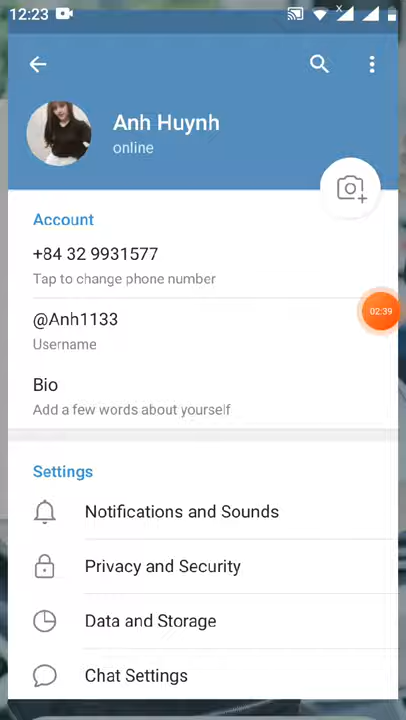 12:23
Anh Huynh
online
Account
+84 32 9931577
Tap to change phone number
02:39
@Anh1133
Username
Bio
Add a few words about yourself
Settings
Notifications and Sounds
Privacy and Security
Data and Storage
Chat Settings